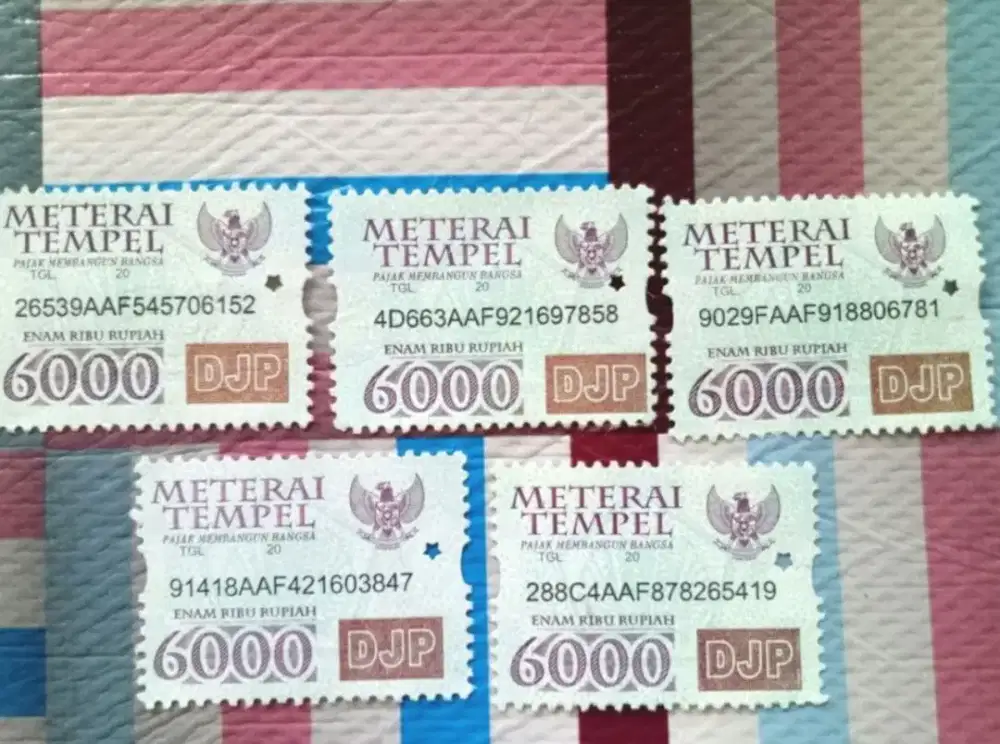 METERAI
TEMPEL
PAJAK MEMBANGUN BANGSA
TGL. 20
26539AAF545706152
ENAM RIBU RUPIAH
6000 DJP
METERAI
TEMPEL
PAJAK MEMBANGUN BANGSA
TGL. 20
4D663AAF921697858
ENAM RIBU RUPIAH
6000 DJP
METERAI
TEMPEL
PAJAK MEMBANGUN BANGSA
TGL. 20
9029FAAF918806781
ENAM RIBU RUPIAH
6000 DJP
METERAI
TEMPEL
PAJAK MEMBANGUN BANGSA
TGL. 20
91418AAF421603847
ENAM RIBU RUPIAH
6000 DJP
METERAI
TEMPEL
PAJAK MEMBANGUN BANGSA
TGL. 20
288C4AAF878265419
ENAM RIBU RUPIAH
6000 DJP